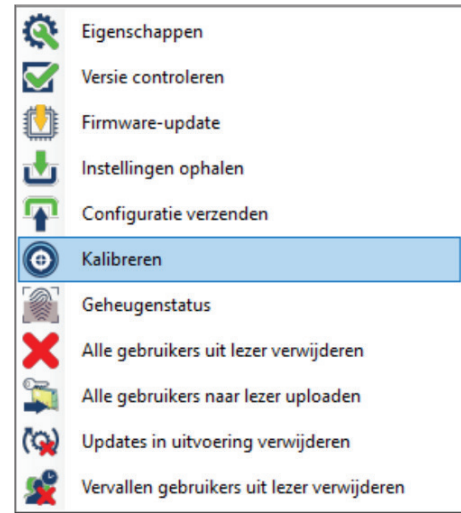 Eigenschappen
Versie controleren
Firmware-update
Instellingen ophalen
Configuratie verzenden
Kalibreren
Geheugenstatus
Alle gebruikers uit lezer verwijderen
Alle gebruikers naar lezer uploaden
Updates in uitvoering verwijderen
Vervallen gebruikers uit lezer verwijderen